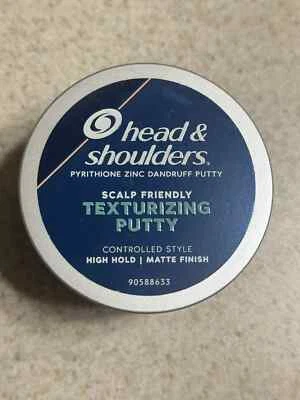 head &
shoulders.
PYRITHIONE ZINC DANDRUFF PUTTY
SCALP FRIENDLY
TEXTURIZING
PUTTY
CONTROLLED STYLE
HIGH HOLD | MATTE FINISH
90588633